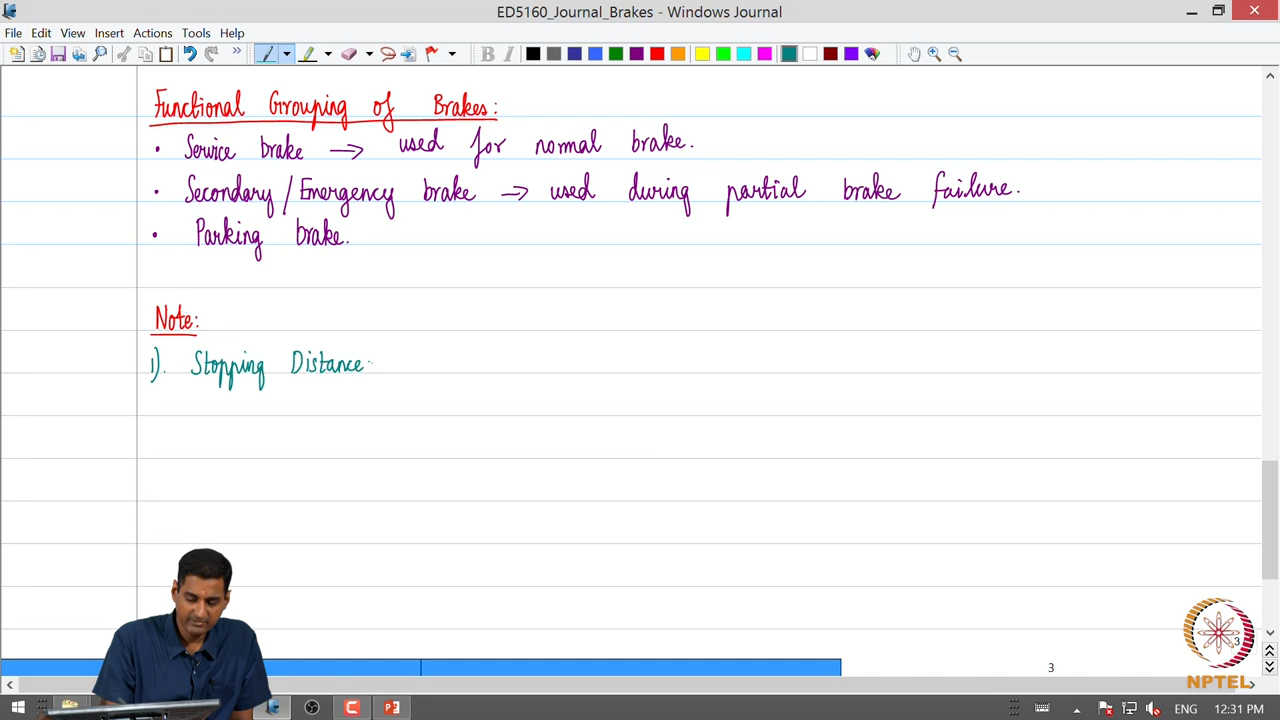 ED5160_Journal_Brakes - Windows Journal
File Edit View Insert Actions Tools Help
Functional Grouping of Brakes:
• Service brake → used for normal brake.
• Secondary/Emergency brake → used during partial brake failure.
• Parking brake.
Note:
1). Stopping Distance
3
NPTEL
3
ENG 12:31 PM